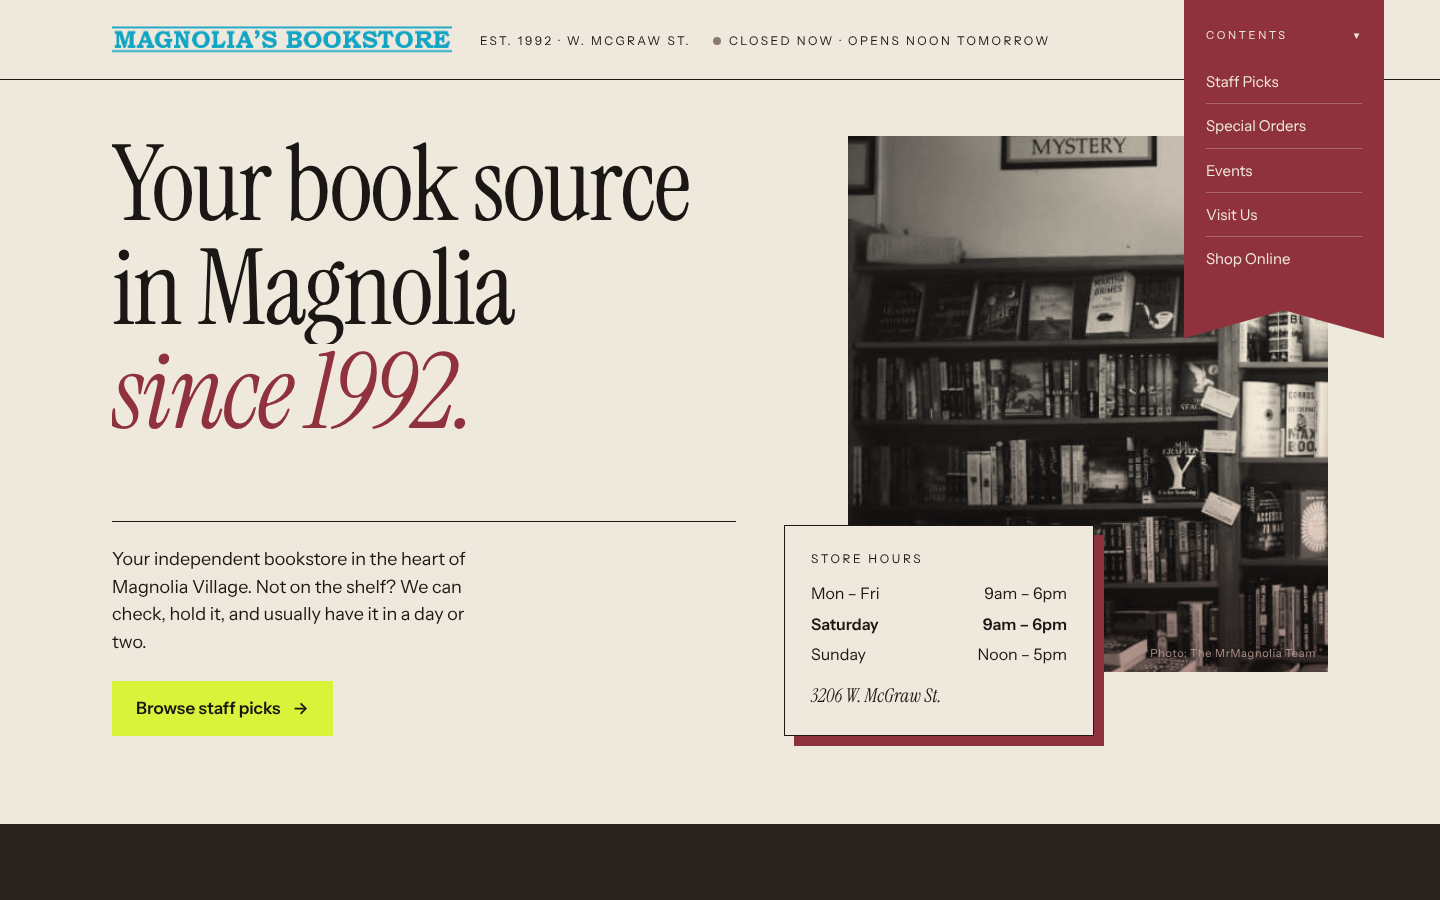 MAGNOLIA'S BOOKSTORE
EST. 1992 · W. MCGRAW ST.
CLOSED NOW · OPENS NOON TOMORROW
CONTENTS ▼
Staff Picks
Special Orders
Events
Visit Us
Shop Online
Your book source
in Magnolia
since 1992.
MYSTERY
MARTHA
GRIMES
SUE
GRAFTON
Y
Your independent bookstore in the heart of
Magnolia Village. Not on the shelf? We can
check, hold it, and usually have it in a day or
two.
Browse staff picks →
STORE HOURS
Mon – Fri 9am – 6pm
Saturday 9am – 6pm
Sunday Noon – 5pm
3206 W. McGraw St.
Photo: The MrMagnolia Team